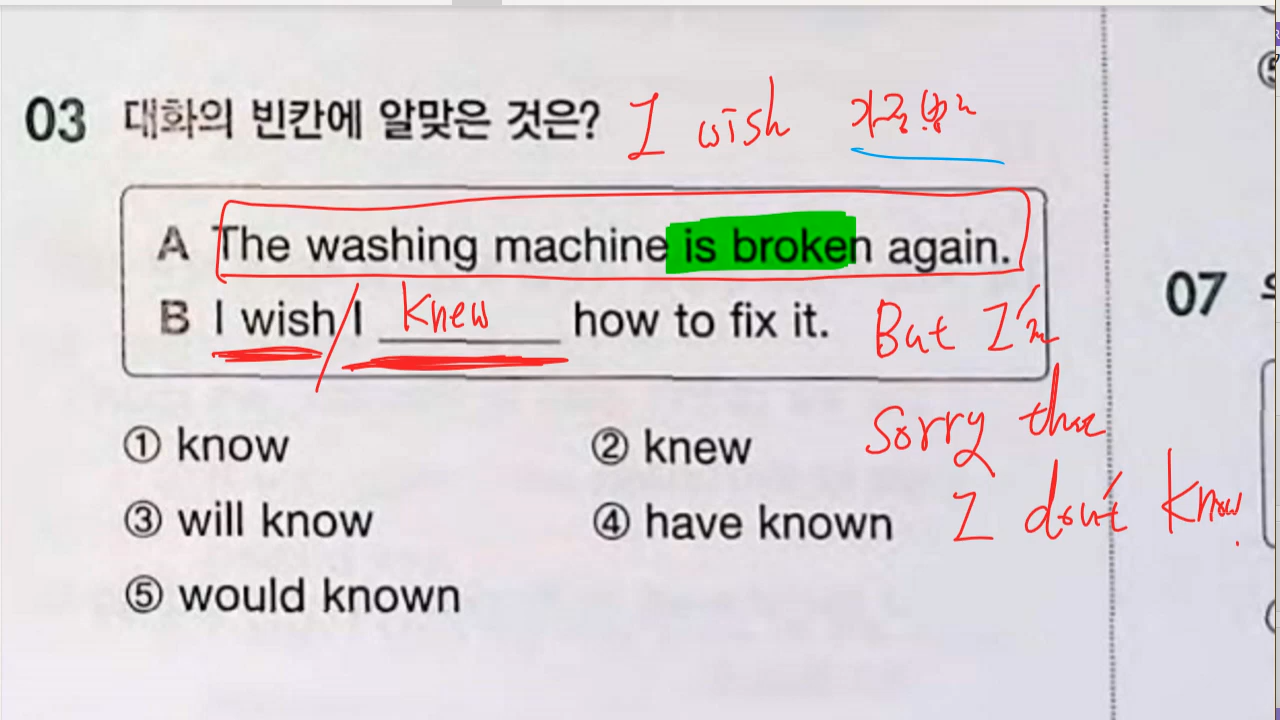 03 대화의 빈칸에 알맞은 것은? I wish 가.법
A The washing machine is broken again.
B I wish / I knew how to fix it. But I'm
① know ② knew sorry that
③ will know ④ have known I don't know.
⑤ would known
07